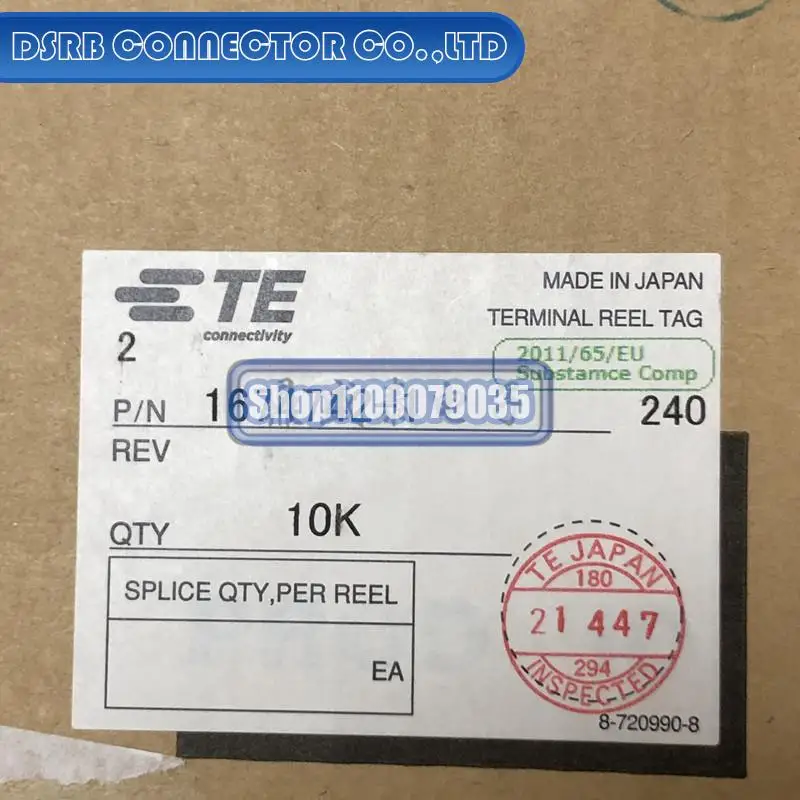 DSRB CONNECTOR CO.,LTD
TE
connectivity
MADE IN JAPAN
TERMINAL REEL TAG
2
2011/65/EU
Substamce Comp
P/N
Shop1103079035
240
REV
QTY 10K
SPLICE QTY,PER REEL
EA
TE JAPAN
180
21 447
294
INSPECTED
8-720990-8